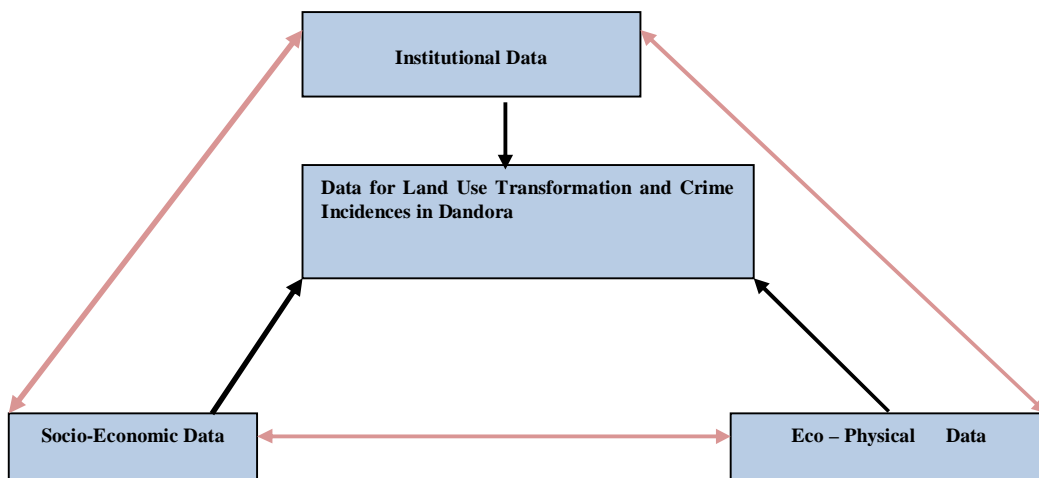 Institutional Data
Data for Land Use Transformation and Crime
Incidences in Dandora
Socio-Economic Data
Eco – Physical Data